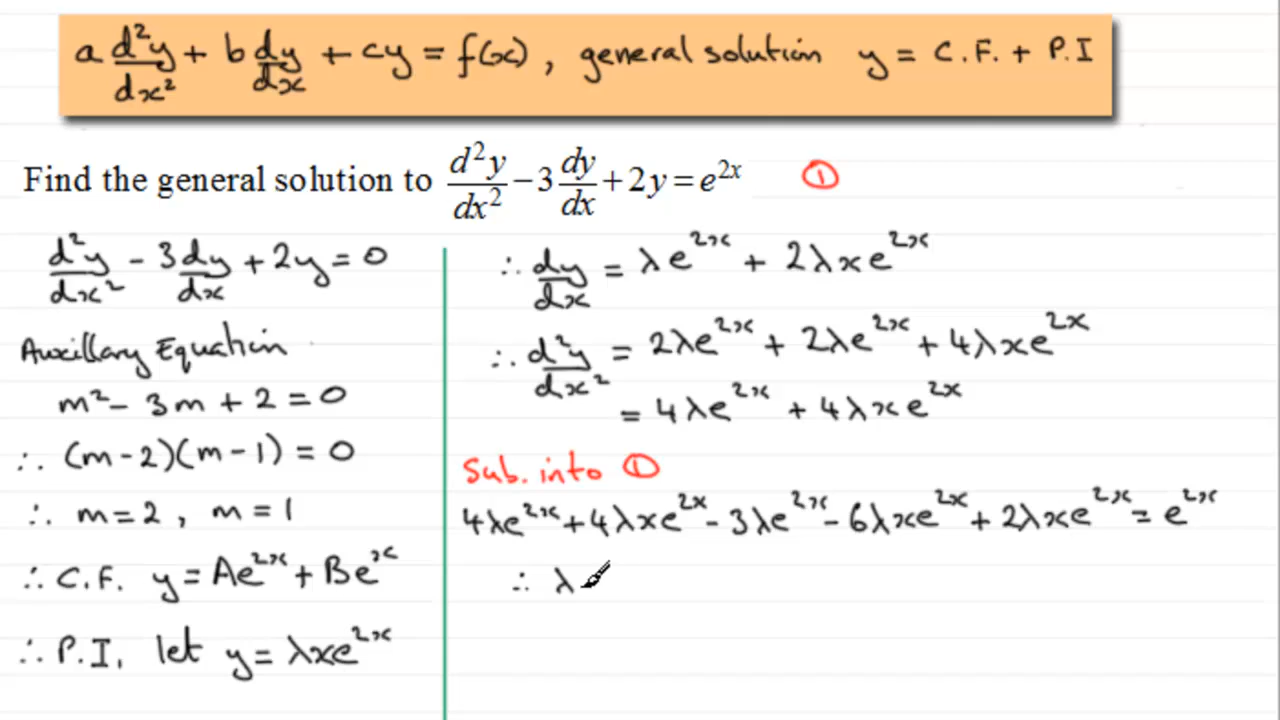 a d²y/dx² + b dy/dx + cy = f(x), general solution y = C.F. + P.I
Find the general solution to d²y/dx² − 3 dy/dx + 2y = e^{2x} ①
d²y/dx² − 3 dy/dx + 2y = 0
Auxillary Equation
m² − 3m + 2 = 0
∴ (m − 2)(m − 1) = 0
∴ m = 2, m = 1
∴ C.F. y = Ae^{2x} + Be^{x}
∴ P.I. let y = λxe^{2x}
∴ dy/dx = λe^{2x} + 2λxe^{2x}
∴ d²y/dx² = 2λe^{2x} + 2λe^{2x} + 4λxe^{2x}
= 4λe^{2x} + 4λxe^{2x}
Sub. into ①
4λe^{2x} + 4λxe^{2x} − 3λe^{2x} − 6λxe^{2x} + 2λxe^{2x} = e^{2x}
∴ λ